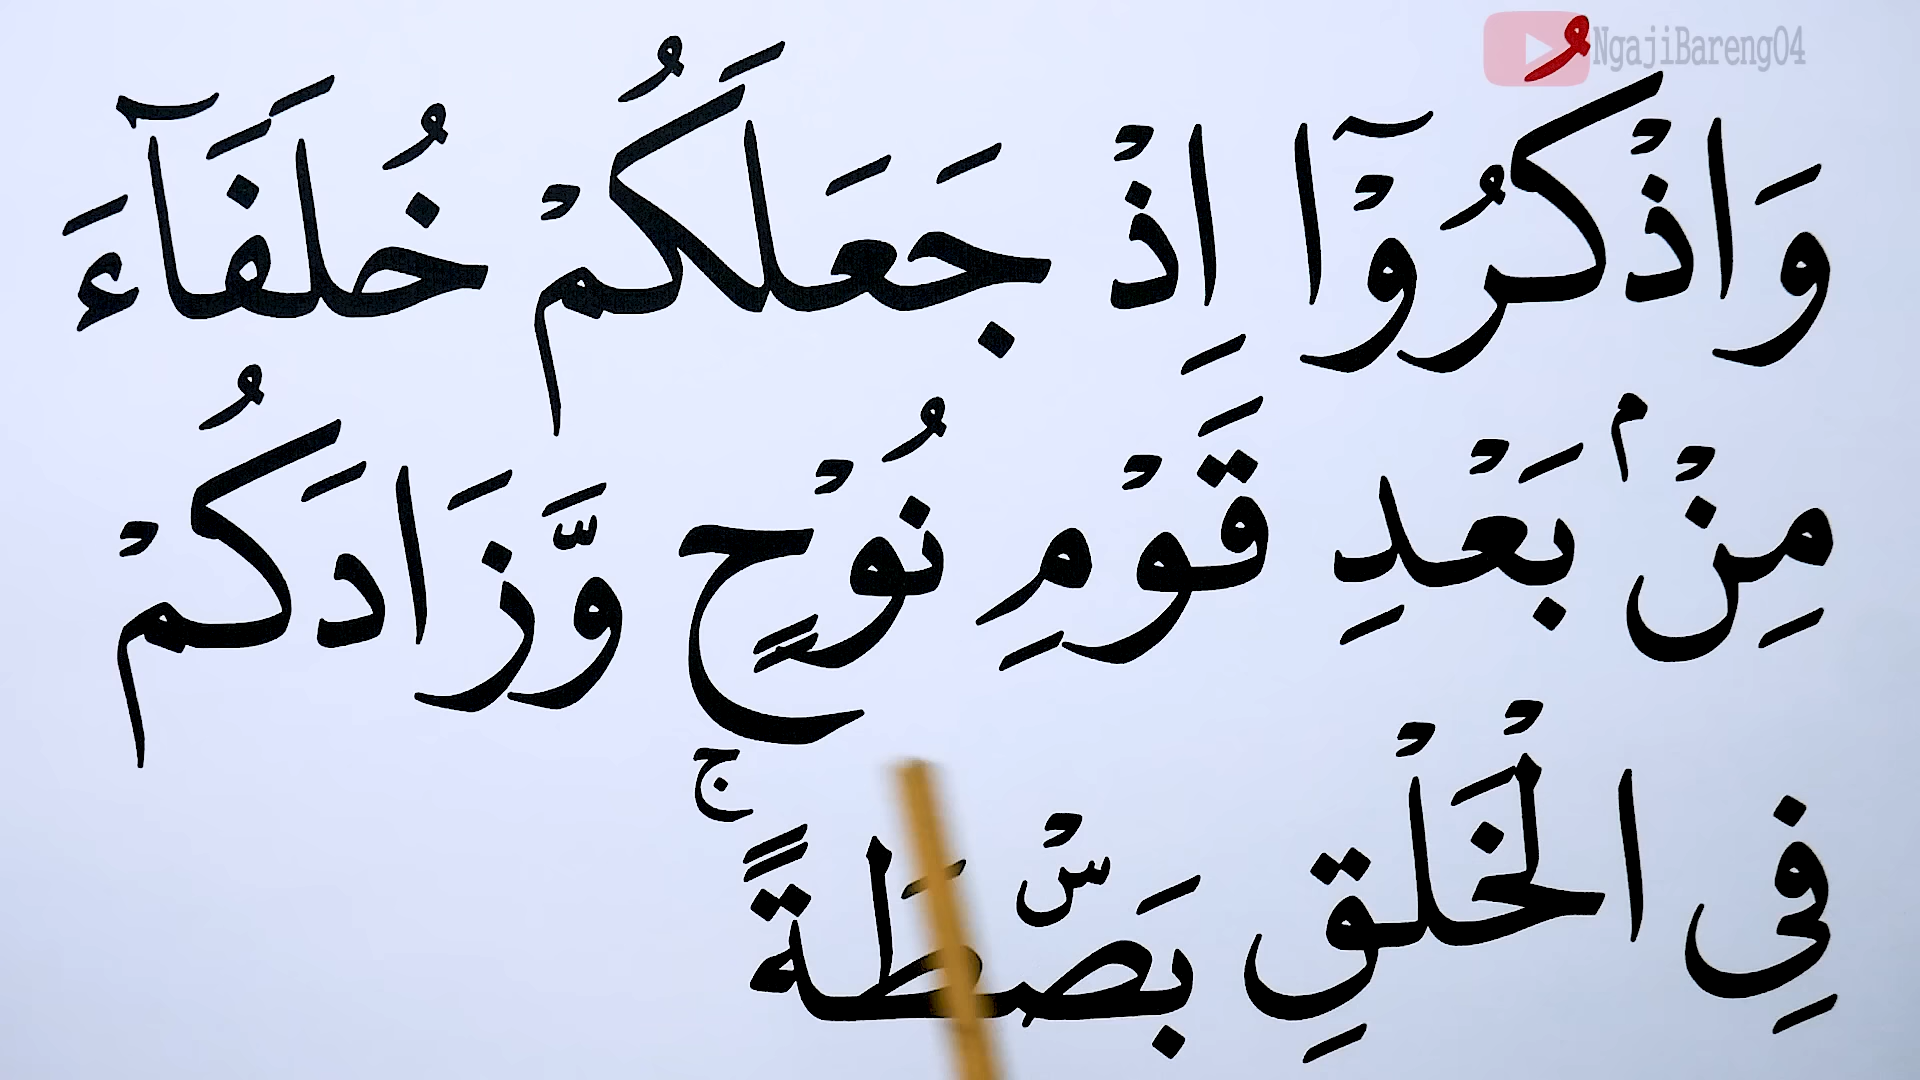 NgajiBareng04
وَاذْكُرُوْٓا اِذْ جَعَلَكُمْ خُلَفَآءَ
مِنْۢ بَعْدِ قَوْمِ نُوْحٍ وَّزَادَكُمْ
فِى الْخَلْقِ بَصْۜطَةً ۚ